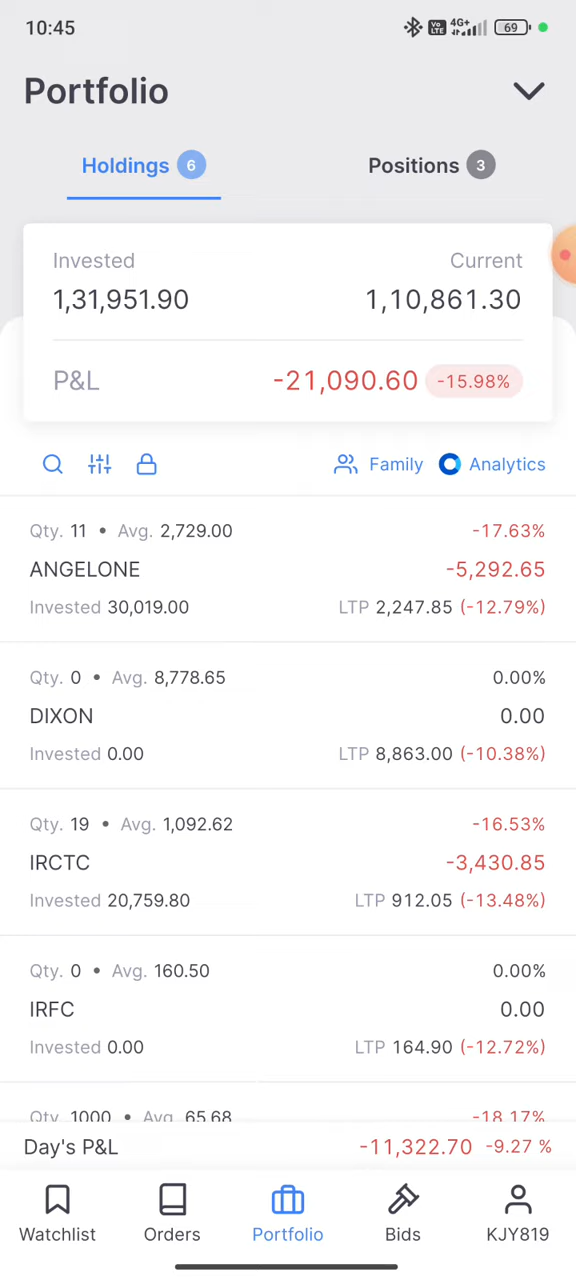 10:45
Vo LTE 4G+ 69
Portfolio
Holdings 6 Positions 3
Invested Current
1,31,951.90 1,10,861.30
P&L -21,090.60 -15.98%
Family Analytics
Qty. 11 • Avg. 2,729.00 -17.63%
ANGELONE -5,292.65
Invested 30,019.00 LTP 2,247.85 (-12.79%)
Qty. 0 • Avg. 8,778.65 0.00%
DIXON 0.00
Invested 0.00 LTP 8,863.00 (-10.38%)
Qty. 19 • Avg. 1,092.62 -16.53%
IRCTC -3,430.85
Invested 20,759.80 LTP 912.05 (-13.48%)
Qty. 0 • Avg. 160.50 0.00%
IRFC 0.00
Invested 0.00 LTP 164.90 (-12.72%)
Qty. 1000 • Avg. 65.68 -18.17%
Day's P&L -11,322.70 -9.27 %
Watchlist Orders Portfolio Bids KJY819